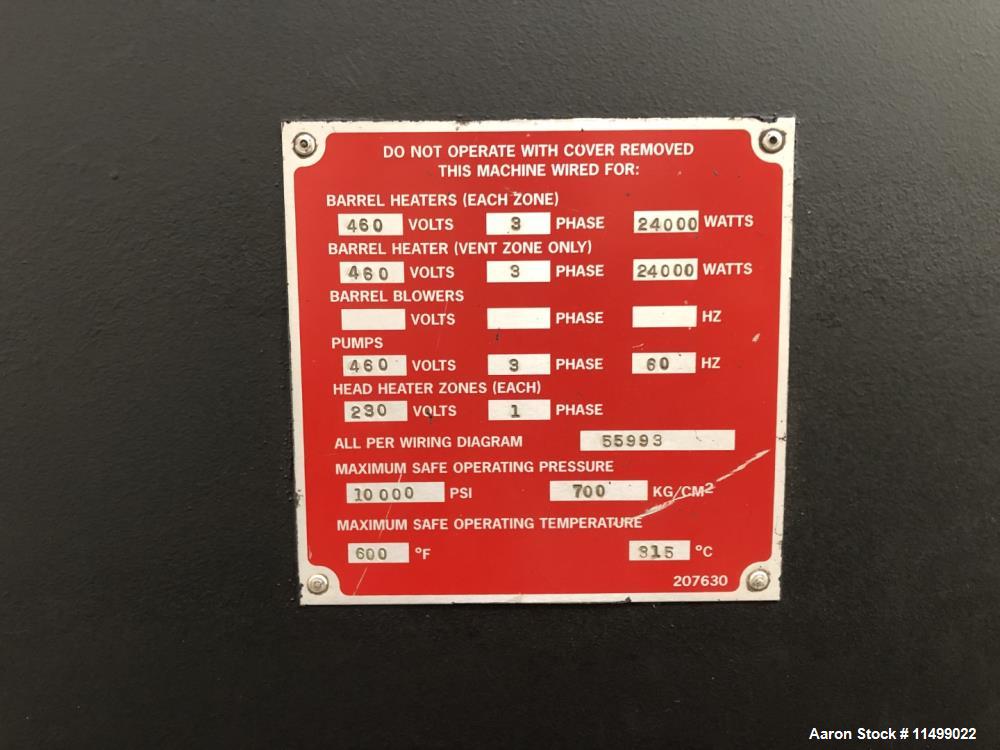 DO NOT OPERATE WITH COVER REMOVED
THIS MACHINE WIRED FOR:
BARREL HEATERS (EACH ZONE)
460 VOLTS 3 PHASE 24000 WATTS
BARREL HEATER (VENT ZONE ONLY)
460 VOLTS 3 PHASE 24000 WATTS
BARREL BLOWERS
VOLTS PHASE HZ
PUMPS
460 VOLTS 3 PHASE 60 HZ
HEAD HEATER ZONES (EACH)
230 VOLTS 1 PHASE
ALL PER WIRING DIAGRAM 55993
MAXIMUM SAFE OPERATING PRESSURE
10000 PSI 700 KG/CM²
MAXIMUM SAFE OPERATING TEMPERATURE
600 °F 315 °C
207630
Aaron Stock # 11499022